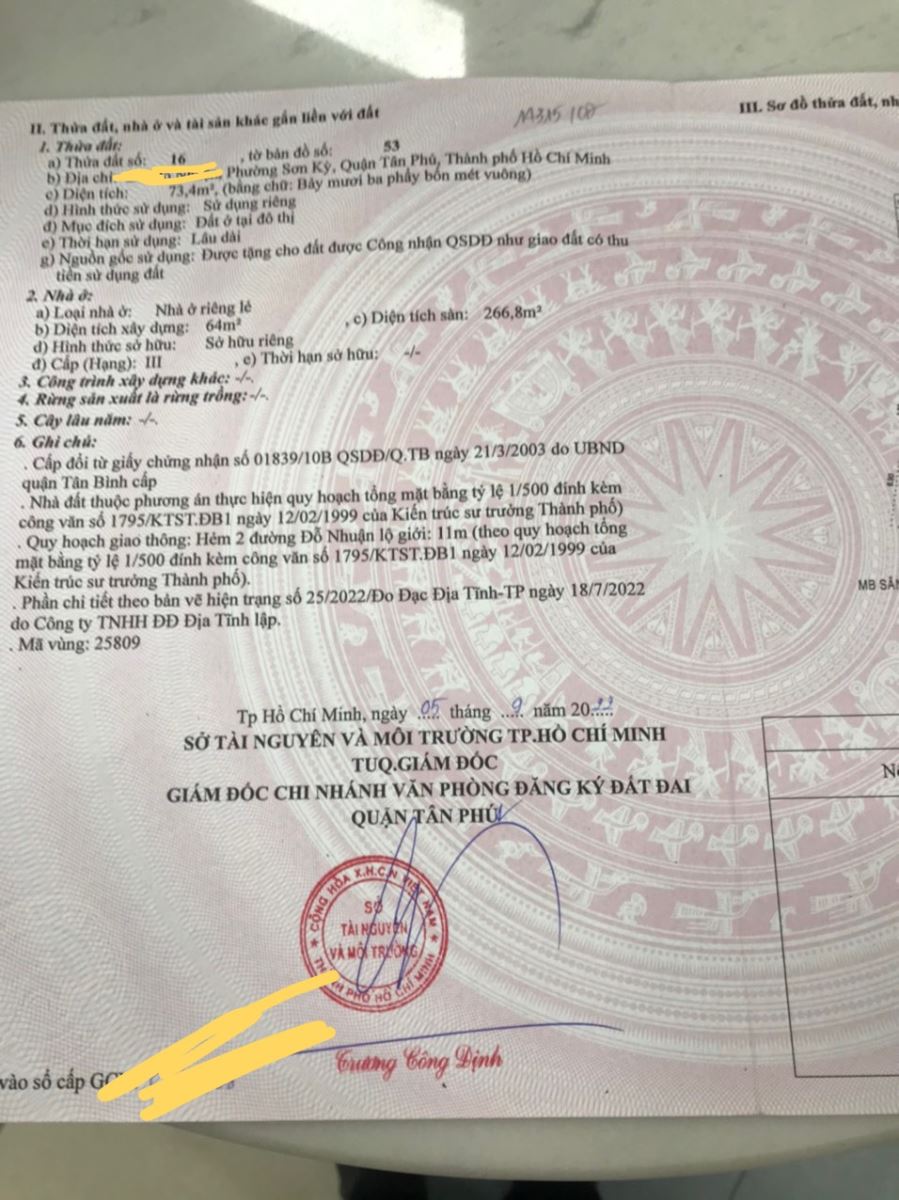 II. Thửa đất, nhà ở và tài sản khác gắn liền với đất
III. Sơ đồ thửa đất, nh
1. Thửa đất:
a) Thửa đất số: 16 , tờ bản đồ số: 53
b) Địa chỉ Phường Sơn Kỳ, Quận Tân Phú, Thành phố Hồ Chí Minh
c) Diện tích: 73,4m², (bằng chữ: Bảy mươi ba phẩy bốn mét vuông)
d) Hình thức sử dụng: Sử dụng riêng
đ) Mục đích sử dụng: Đất ở tại đô thị
e) Thời hạn sử dụng: Lâu dài
g) Nguồn gốc sử dụng: Được tặng cho đất được Công nhận QSDĐ như giao đất có thu
tiền sử dụng đất
2. Nhà ở:
a) Loại nhà ở: Nhà ở riêng lẻ
b) Diện tích xây dựng: 64m² , c) Diện tích sàn: 266,8m²
d) Hình thức sở hữu: Sở hữu riêng
đ) Cấp (Hạng): III , e) Thời hạn sở hữu: -/-
3. Công trình xây dựng khác: -/-.
4. Rừng sản xuất là rừng trồng:-/-.
5. Cây lâu năm: -/-.
6. Ghi chú:
. Cấp đổi từ giấy chứng nhận số 01839/10B QSDĐ/Q.TB ngày 21/3/2003 do UBND
quận Tân Bình cấp
. Nhà đất thuộc phương án thực hiện quy hoạch tổng mặt bằng tỷ lệ 1/500 đính kèm
công văn số 1795/KTST.ĐB1 ngày 12/02/1999 của Kiến trúc sư trưởng Thành phố)
. Quy hoạch giao thông: Hẻm 2 đường Đỗ Nhuận lộ giới: 11m (theo quy hoạch tổng
mặt bằng tỷ lệ 1/500 đính kèm công văn số 1795/KTST.ĐB1 ngày 12/02/1999 của
Kiến trúc sư trưởng Thành phố).
. Phần chi tiết theo bản vẽ hiện trạng số 25/2022/Đo Đạc Địa Tĩnh-TP ngày 18/7/2022
do Công ty TNHH ĐĐ Địa Tĩnh lập.
. Mã vùng: 25809
MB SÂN
Tp Hồ Chí Minh, ngày 05 tháng 9 năm 2022
SỞ TÀI NGUYÊN VÀ MÔI TRƯỜNG TP.HỒ CHÍ MINH
TUQ.GIÁM ĐỐC
GIÁM ĐỐC CHI NHÁNH VĂN PHÒNG ĐĂNG KÝ ĐẤT ĐAI
QUẬN TÂN PHÚ
CỘNG HÒA X.H.C.N VIỆT NAM
SỞ
TÀI NGUYÊN
VÀ MÔI TRƯỜNG
THÀNH PHỐ HỒ CHÍ MINH
Trương Công Định
vào sổ cấp GC